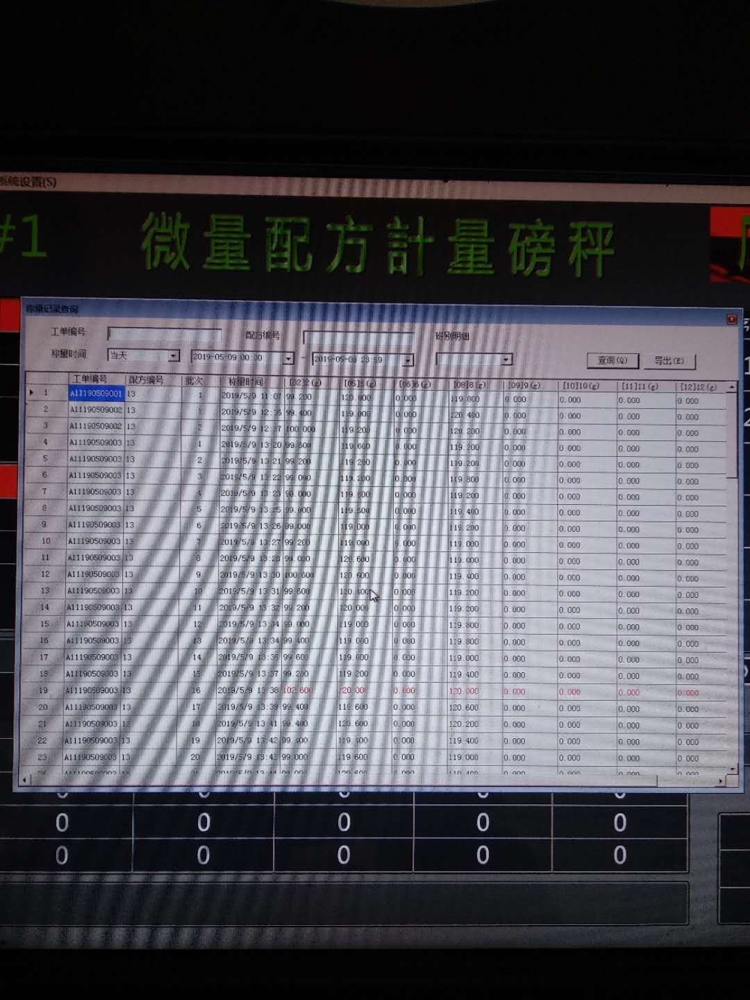 系统设置(S)
#1 微量配方計量磅秤
称量记录查询
工单编号 配方编号 班别明细
称量时间 当天 2019-05-09 00:00 - 2019-05-09 23:59 查询(Q) 导出(E)
工单编号 配方编号 批次 称量时间 [02]2(g) [05]5(g) [06]6(g) [08]8(g) [09]9(g) [10]10(g) [11]11(g) [12]12(g)
1 A11190509001 13 1 2019/5/9 11:07 99.200 120.000 0.000 119.800 0.000 0.000 0.000 0.000
2 A11190509002 13 1 2019/5/9 12:36 99.400 119.000 0.000 120.400 0.000 0.000 0.000 0.000
3 A11190509002 13 2 2019/5/9 12:37 100.000 119.200 0.000 120.200 0.000 0.000 0.000 0.000
4 A11190509003 13 1 2019/5/9 13:20 99.600 119.600 0.000 119.200 0.000 0.000 0.000 0.000
5 A11190509003 13 2 2019/5/9 13:21 99.200 119.200 0.000 119.200 0.000 0.000 0.000 0.000
6 A11190509003 13 3 2019/5/9 13:22 99.000 119.200 0.000 119.800 0.000 0.000 0.000 0.000
7 A11190509003 13 4 2019/5/9 13:23 99.000 119.600 0.000 119.200 0.000 0.000 0.000 0.000
8 A11190509003 13 5 2019/5/9 13:25 99.000 0.000 119.400 0.000 0.000 0.000 0.000
9 A11190509003 13 6 2019/5/9 13:26 99.000 119.000 0.000 119.200 0.000 0.000 0.000 0.000
10 A11190509003 13 7 2019/5/9 13:27 99.200 119.000 0.000 119.000 0.000 0.000 0.000 0.000
11 A11190509003 13 8 2019/5/9 99.000 120.600 0.000 119.000 0.000 0.000 0.000 0.000
12 A11190509003 13 9 2019/5/9 13:30 100.600 120.600 0.000 119.400 0.000 0.000 0.000 0.000
13 A11190509003 13 10 2019/5/9 13:31 99.600 120.400 0.000 119.200 0.000 0.000 0.000 0.000
14 A11190509003 13 11 2019/5/9 13:32 99.200 120.000 0.000 119.200 0.000 0.000 0.000 0.000
15 A11190509003 13 12 2019/5/9 13:34 99.000 119.000 0.000 119.800 0.000 0.000 0.000 0.000
16 A11190509003 13 13 2019/5/9 13:34 99.400 119.000 0.000 119.800 0.000 0.000 0.000 0.000
17 A11190509003 13 14 2019/5/9 99.600 0.000 119.000 0.000 0.000 0.000 0.000
18 A11190509003 13 15 2019/5/9 13:37 99.200 119.200 0.000 119.400 0.000 0.000 0.000 0.000
19 A11190509003 13 16 2019/5/9 13:38 102.600 120.000 0.000 120.000 0.000 0.000 0.000 0.000
20 A11190509003 13 17 2019/5/9 13:39 99.400 119.600 0.000 120.600 0.000 0.000 0.000 0.000
21 A11190509003 13 18 2019/5/9 13:41 99.400 120.600 0.000 120.200 0.000 0.000 0.000 0.000
22 A11190509003 13 19 2019/5/9 13:42 99.400 119.400 0.000 119.400 0.000 0.000 0.000 0.000
23 A11190509003 13 20 2019/5/9 13:43 99.000 119.600 0.000 119.000 0.000 0.000 0.000 0.000
0 0 0 0 0
0 0 0 0 0